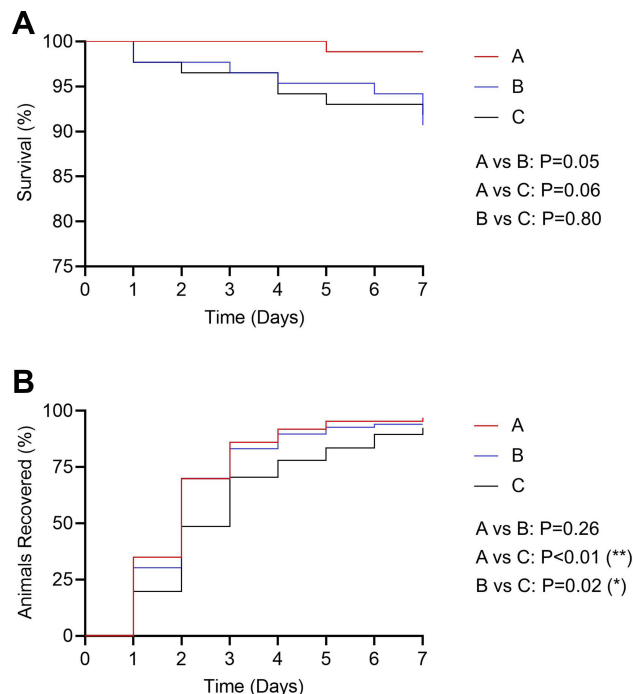 A
Survival (%)
100
95
90
85
80
75
0 1 2 3 4 5 6 7
Time (Days)
A
B
C
A vs B: P=0.05
A vs C: P=0.06
B vs C: P=0.80
B
Animals Recovered (%)
100
75
50
25
0
0 1 2 3 4 5 6 7
Time (Days)
A
B
C
A vs B: P=0.26
A vs C: P<0.01 (**)
B vs C: P=0.02 (*)